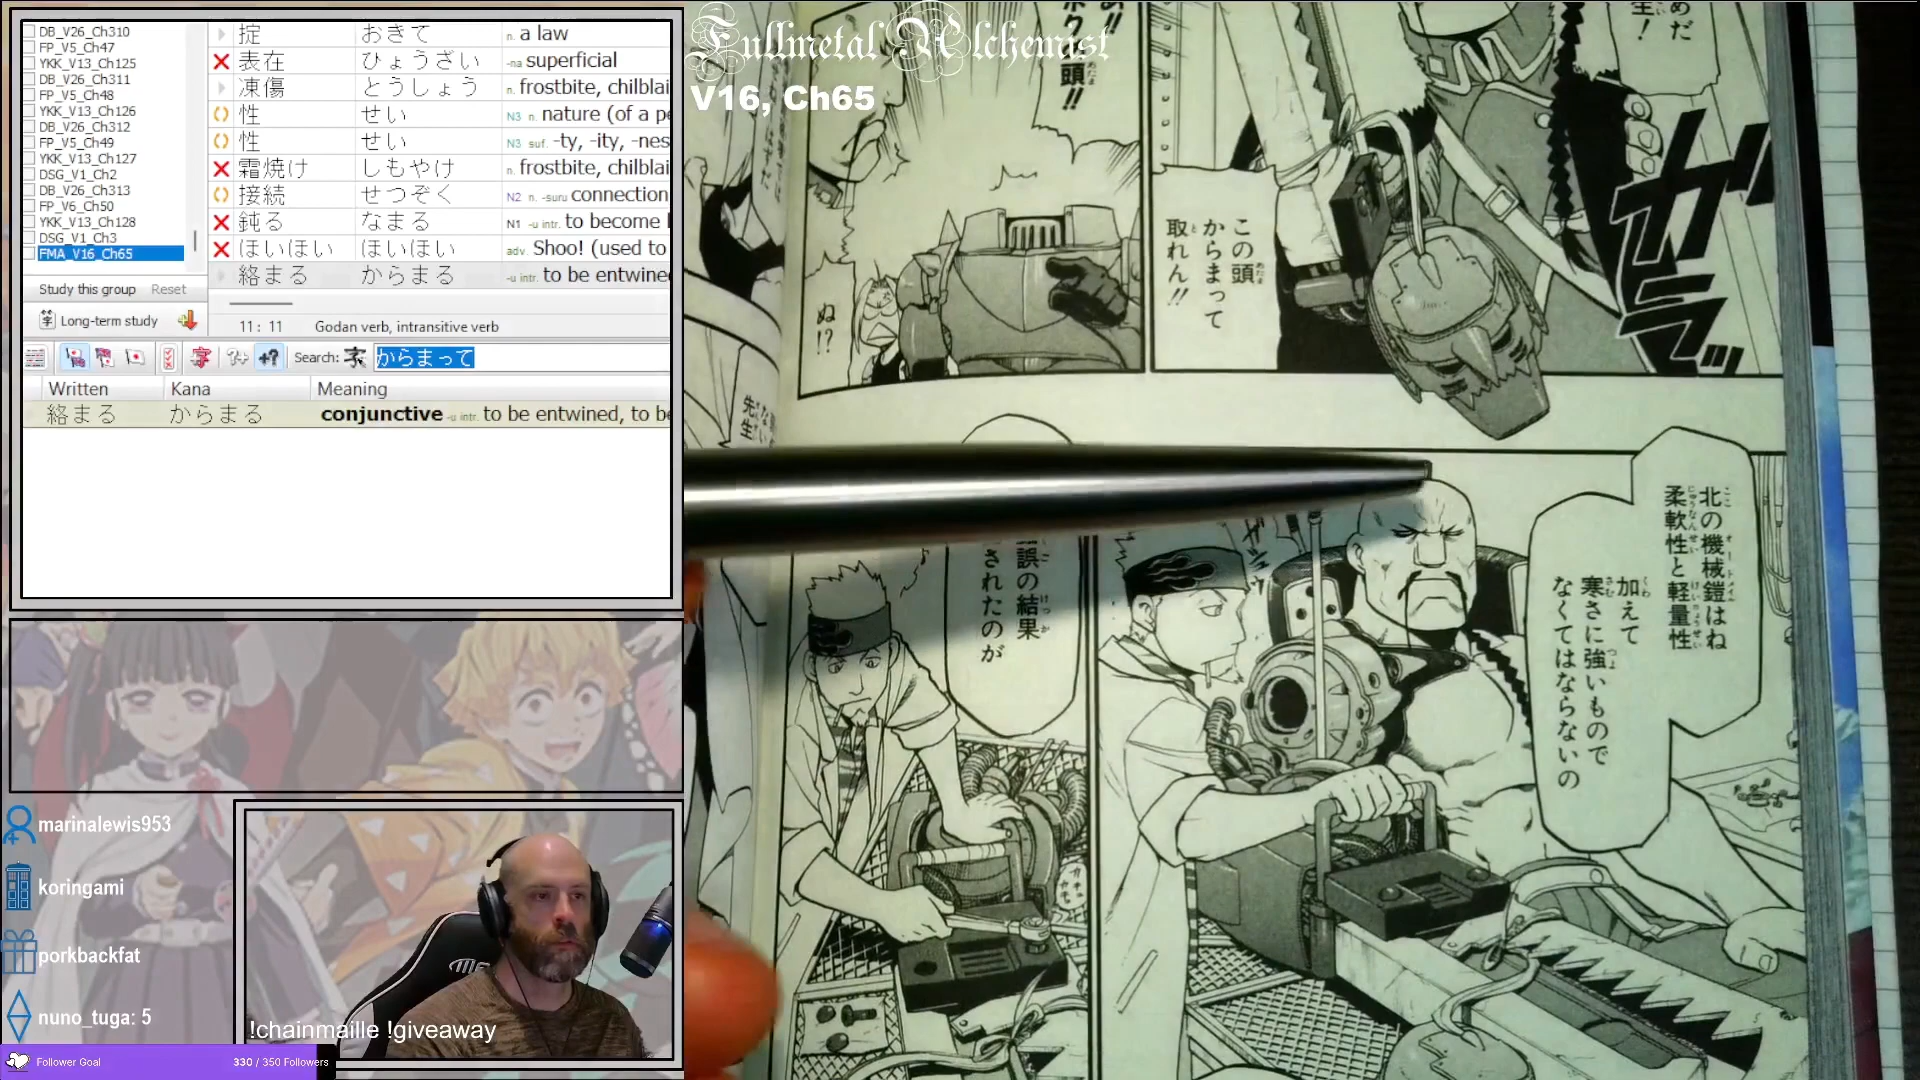 DB_V26_Ch310
FP_V5_Ch47
YKK_V13_Ch125
DB_V26_Ch311
FP_V5_Ch48
YKK_V13_Ch126
DB_V26_Ch312
FP_V5_Ch49
YKK_V13_Ch127
DSG_V1_Ch2
DB_V26_Ch313
FP_V6_Ch50
YKK_V13_Ch128
DSG_V1_Ch3
FMA_V16_Ch65
Study this group Reset
Long-term study
掟 おきて n. a law
表在 ひょうざい -na superficial
凍傷 とうしょう n. frostbite, chilblai
性 せい N3 n. nature (of a pe
性 せい N3 suf. -ty, -ity, -nes
霜焼け しもやけ n. frostbite, chilblai
接続 せつぞく N2 n. -suru connection
鈍る なまる N1 -u intr. to become l
ほいほい ほいほい adv. Shoo! (used to
絡まる からまる -u intr. to be entwined
11: 11 Godan verb, intransitive verb
Search: からまって
Written Kana Meaning
絡まる からまる conjunctive -u intr. to be entwined, to be
marinalewis953
koringami
porkbackfat
nuno_tuga: 5
!chainmaille !giveaway
Follower Goal 330 / 350 Followers
Fullmetal Alchemist
V16, Ch65
めだ
生!
この頭
からまって
取れん!!
ガラッ
頭!!
ぬ!?
北の機械鎧はね
柔軟性と軽量性
加えて
寒さに強いもので
なくてはならないの
誤の結果
されたのが
先生